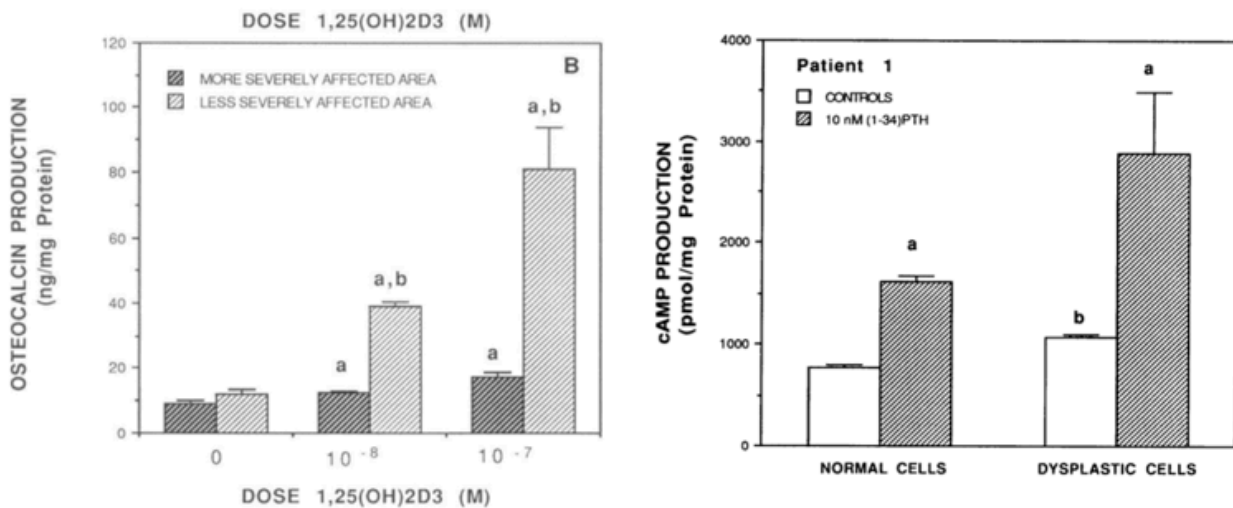 DOSE 1,25(OH)2D3 (M)
OSTEOCALCIN PRODUCTION
(ng/mg Protein)
120
100
80
60
40
20
0
B
MORE SEVERELY AFFECTED AREA
LESS SEVERELY AFFECTED AREA
a,b
a,b
a
a
0
10 -8
10 -7
DOSE 1,25(OH)2D3 (M)
cAMP PRODUCTION
(pmol/mg Protein)
4000
3000
2000
1000
0
Patient 1
CONTROLS
10 nM (1-34)PTH
a
a
b
NORMAL CELLS
DYSPLASTIC CELLS